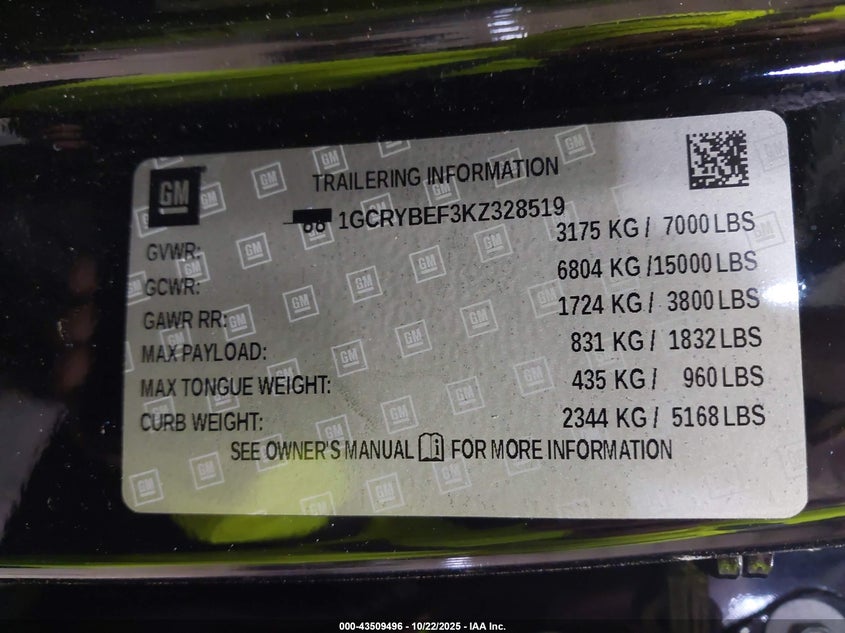 GM
TRAILERING INFORMATION
1GCRYBEF3KZ328519
GVWR: 3175 KG / 7000 LBS
GCWR: 6804 KG /15000 LBS
GAWR RR: 1724 KG / 3800 LBS
MAX PAYLOAD: 831 KG / 1832 LBS
MAX TONGUE WEIGHT: 435 KG / 960 LBS
CURB WEIGHT: 2344 KG / 5168 LBS
SEE OWNER'S MANUAL FOR MORE INFORMATION
000-43509496 - 10/22/2025 - IAA Inc.